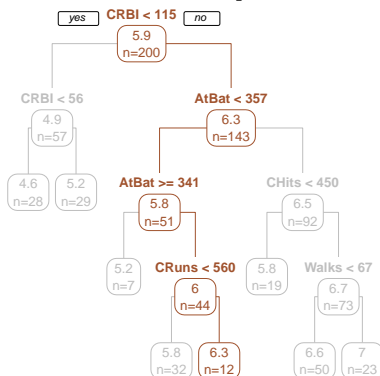 CRBI < 115
yes no
5.9
n=200
CRBI < 56 AtBat < 357
4.9 6.3
n=57 n=143
AtBat >= 341 CHits < 450
4.6 5.2 5.8 6.5
n=28 n=29 n=51 n=92
CRuns < 560 Walks < 67
5.2 6 5.8 6.7
n=7 n=44 n=19 n=73
5.8 6.3 6.6 7
n=32 n=12 n=50 n=23